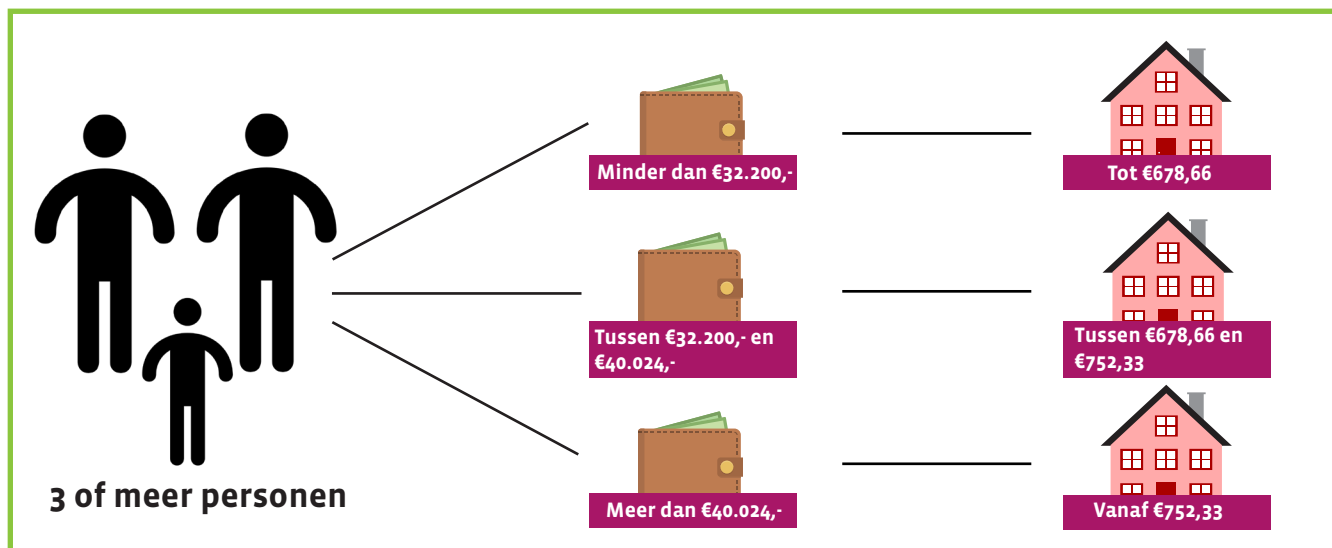 Minder dan €32.200,-
Tot €678,66
Tussen €32.200,- en
€40.024,-
Tussen €678,66 en
€752,33
3 of meer personen
Meer dan €40.024,-
Vanaf €752,33